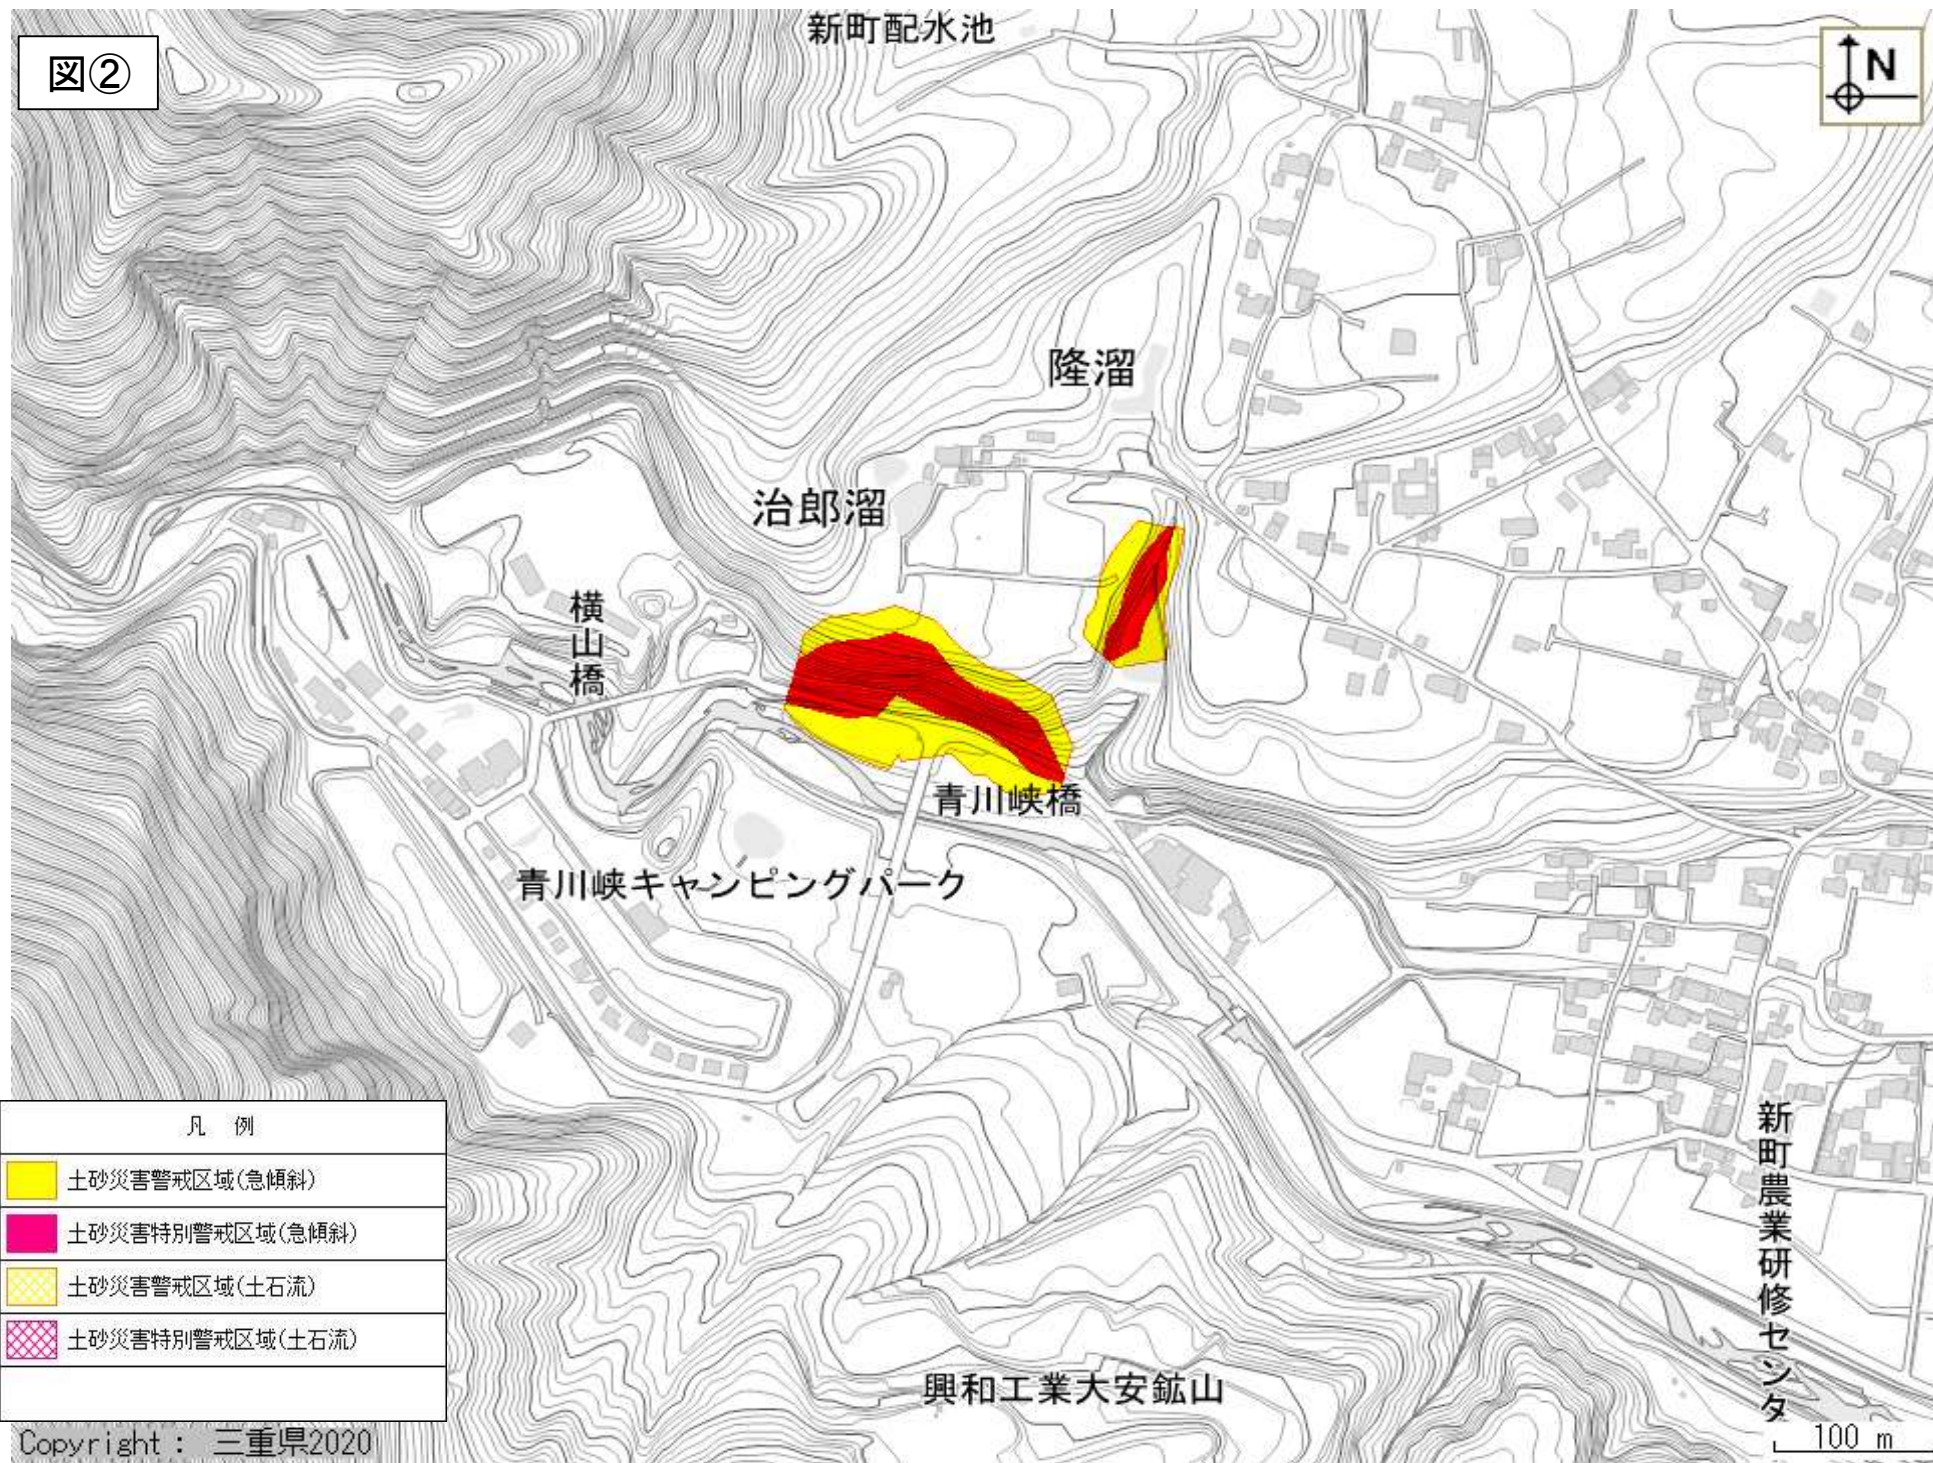 新町配水池
図②
N
隆溜
治郎溜
横山橋
青川峡橋
青川峡キャンピングパーク
新町農業研修センタ
興和工業大安鉱山
凡 例
土砂災害警戒区域(急傾斜)
土砂災害特別警戒区域(急傾斜)
土砂災害警戒区域(土石流)
土砂災害特別警戒区域(土石流)
Copyright : 三重県2020
100 m